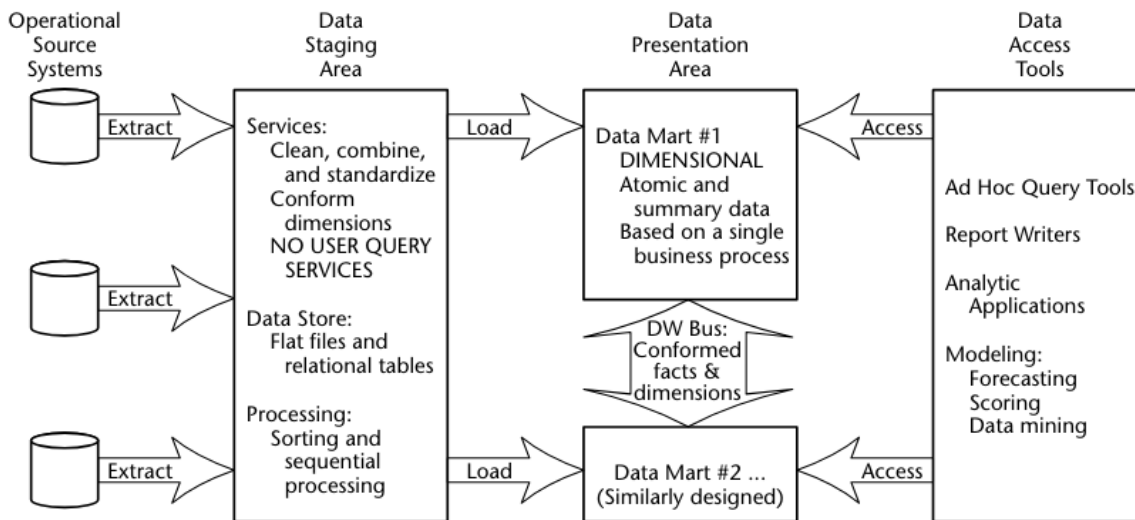 Operational
Source
Systems
Data
Staging
Area
Data
Presentation
Area
Data
Access
Tools
Extract
Extract
Extract
Services:
Clean, combine,
and standardize
Conform
dimensions
NO USER QUERY
SERVICES
Data Store:
Flat files and
relational tables
Processing:
Sorting and
sequential
processing
Load
Load
Data Mart #1
DIMENSIONAL
Atomic and
summary data
Based on a single
business process
DW Bus:
Conformed
facts &
dimensions
Data Mart #2 ...
(Similarly designed)
Access
Access
Ad Hoc Query Tools
Report Writers
Analytic
Applications
Modeling:
Forecasting
Scoring
Data mining